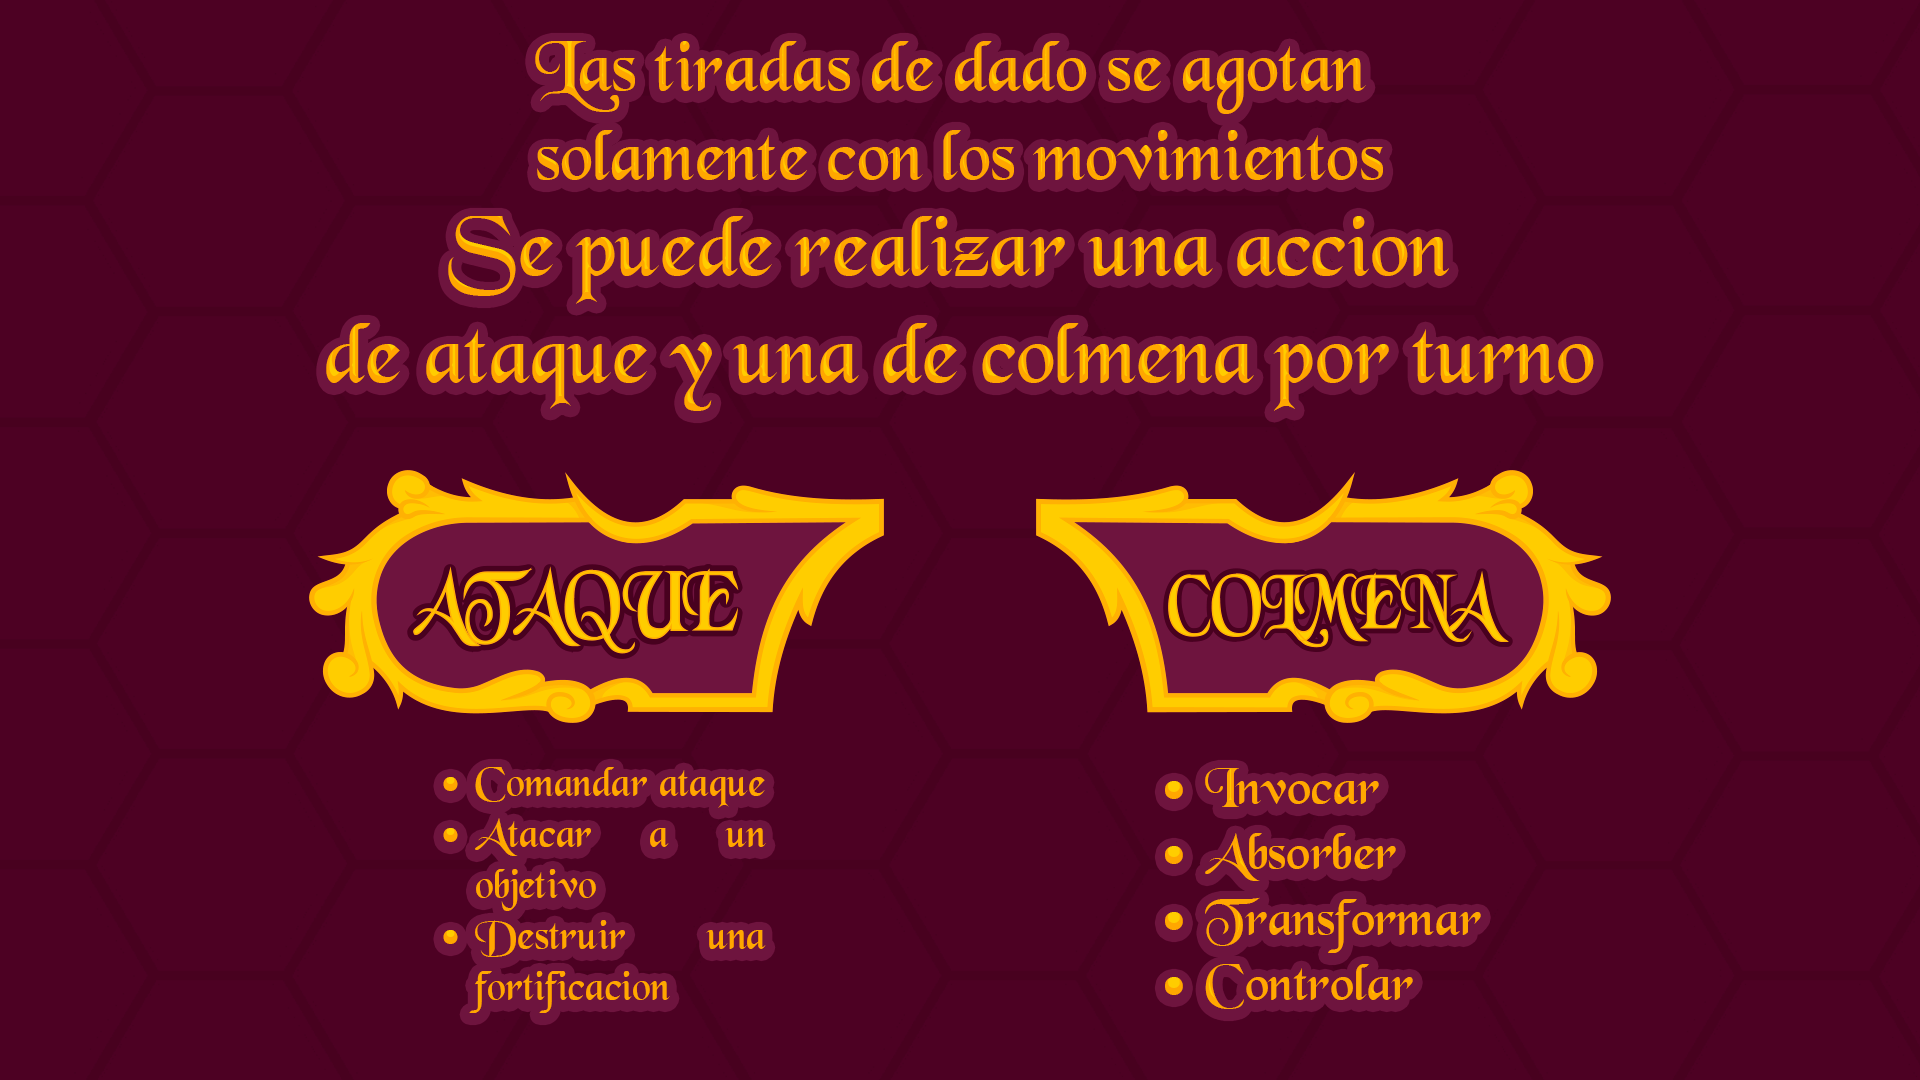 Las tiradas de dado se agotan
solamente con los movimientos
Se puede realizar una accion
de ataque y una de colmena por turno
ATAQUE
COLMENA
• Comandar ataque
• Atacar a un
objetivo
• Destruir una
fortificacion
• Invocar
• Absorber
• Transformar
• Controlar